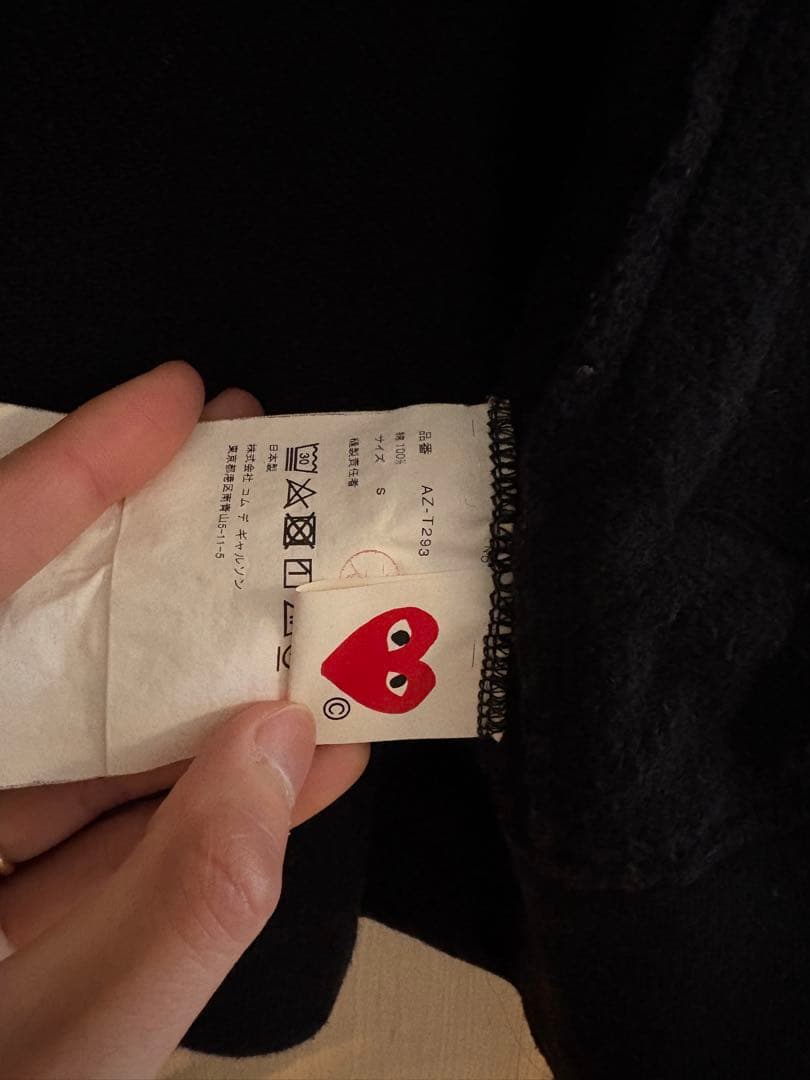 品番 AZ-T293
綿 100%
サイズ S
縫製責任者
30
日本製
株式会社 コム デ ギャルソン
東京都港区南青山5-11-5
©